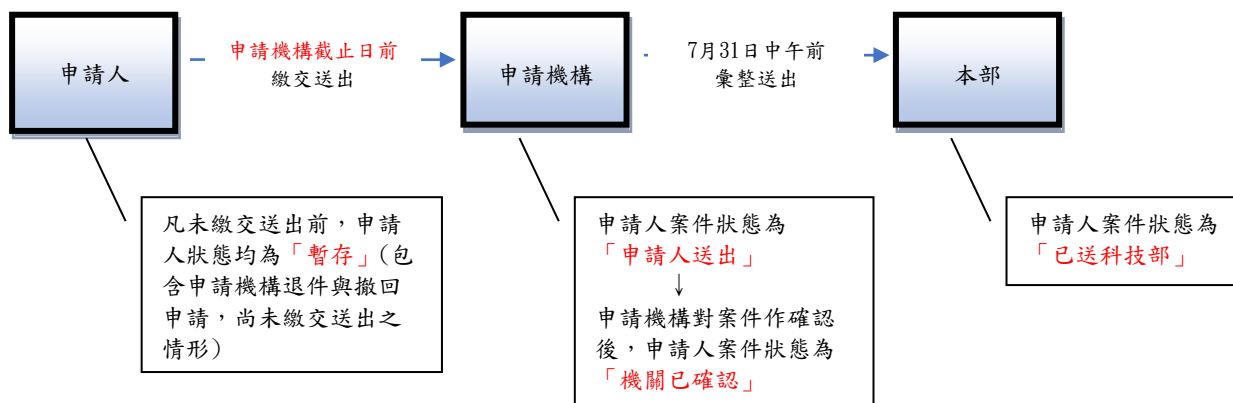 申請人
申請機構截止日前
繳交送出
申請機構
7月31日中午前
彙整送出
本部
凡未繳交送出前，申請
人狀態均為「暫存」(包
含申請機構退件與撤回
申請，尚未繳交送出之
情形)
申請人案件狀態為
「申請人送出」
↓
申請機構對案件作確認
後，申請人案件狀態為
「機關已確認」
申請人案件狀態為
「已送科技部」